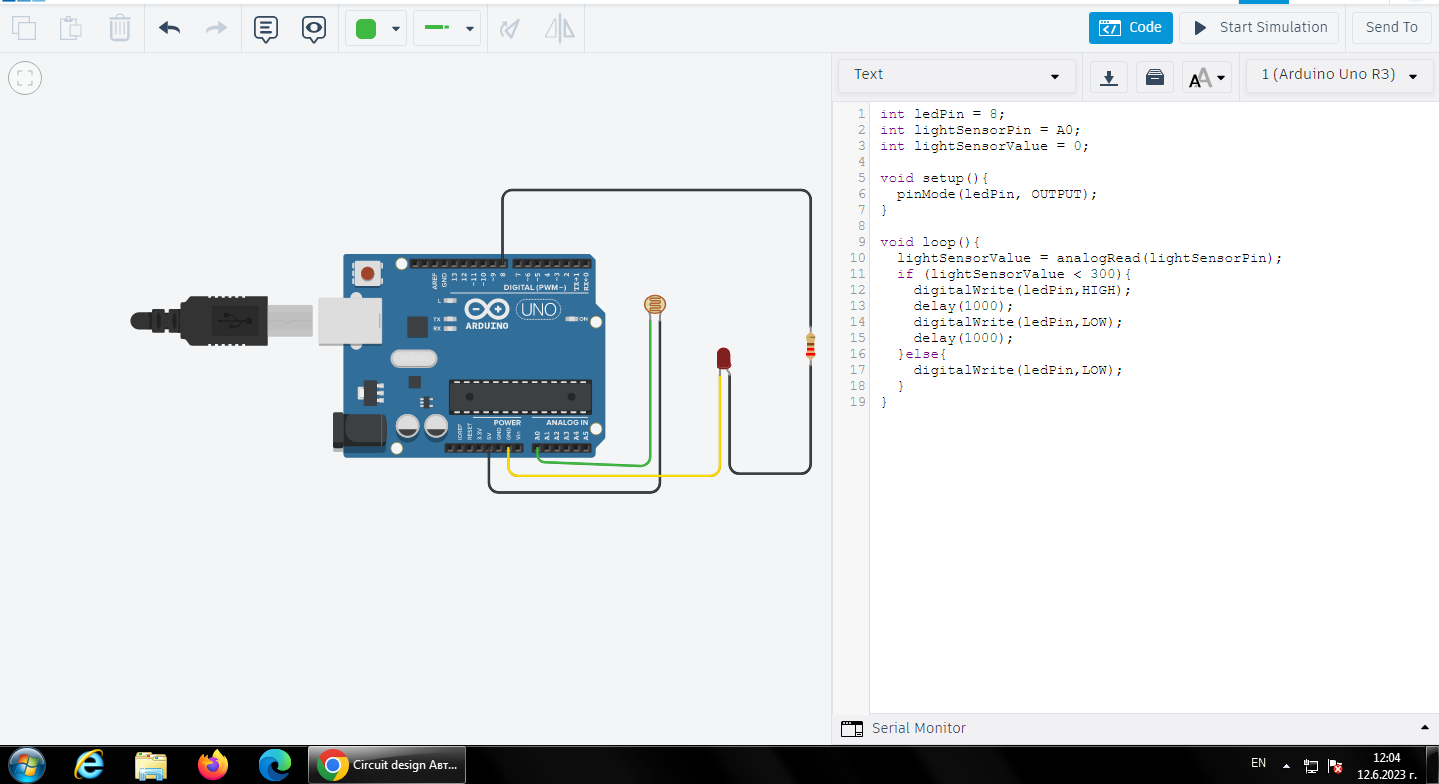 Code
Start Simulation
Send To
Text
1 (Arduino Uno R3)
AA
1 int ledPin = 8;
2 int lightSensorPin = A0;
3 int lightSensorValue = 0;
4
5 void setup(){
6 pinMode(ledPin, OUTPUT);
7 }
8
9 void loop(){
10 lightSensorValue = analogRead(lightSensorPin);
11 if (lightSensorValue < 300){
12 digitalWrite(ledPin,HIGH);
13 delay(1000);
14 digitalWrite(ledPin,LOW);
15 delay(1000);
16 }else{
17 digitalWrite(ledPin,LOW);
18 }
19 }
AREF GND 13 12 ~11 ~10 ~9 8 7 ~6 ~5 4 ~3 2 TX→1 RX←0
DIGITAL (PWM~)
L
TX
RX
ARDUINO
UNO
ON
POWER
ANALOG IN
IOREF RESET 3.3V 5V GND GND Vin A0 A1 A2 A3 A4 A5
Serial Monitor
Circuit design Авт...
EN
12:04
12.6.2023 г.